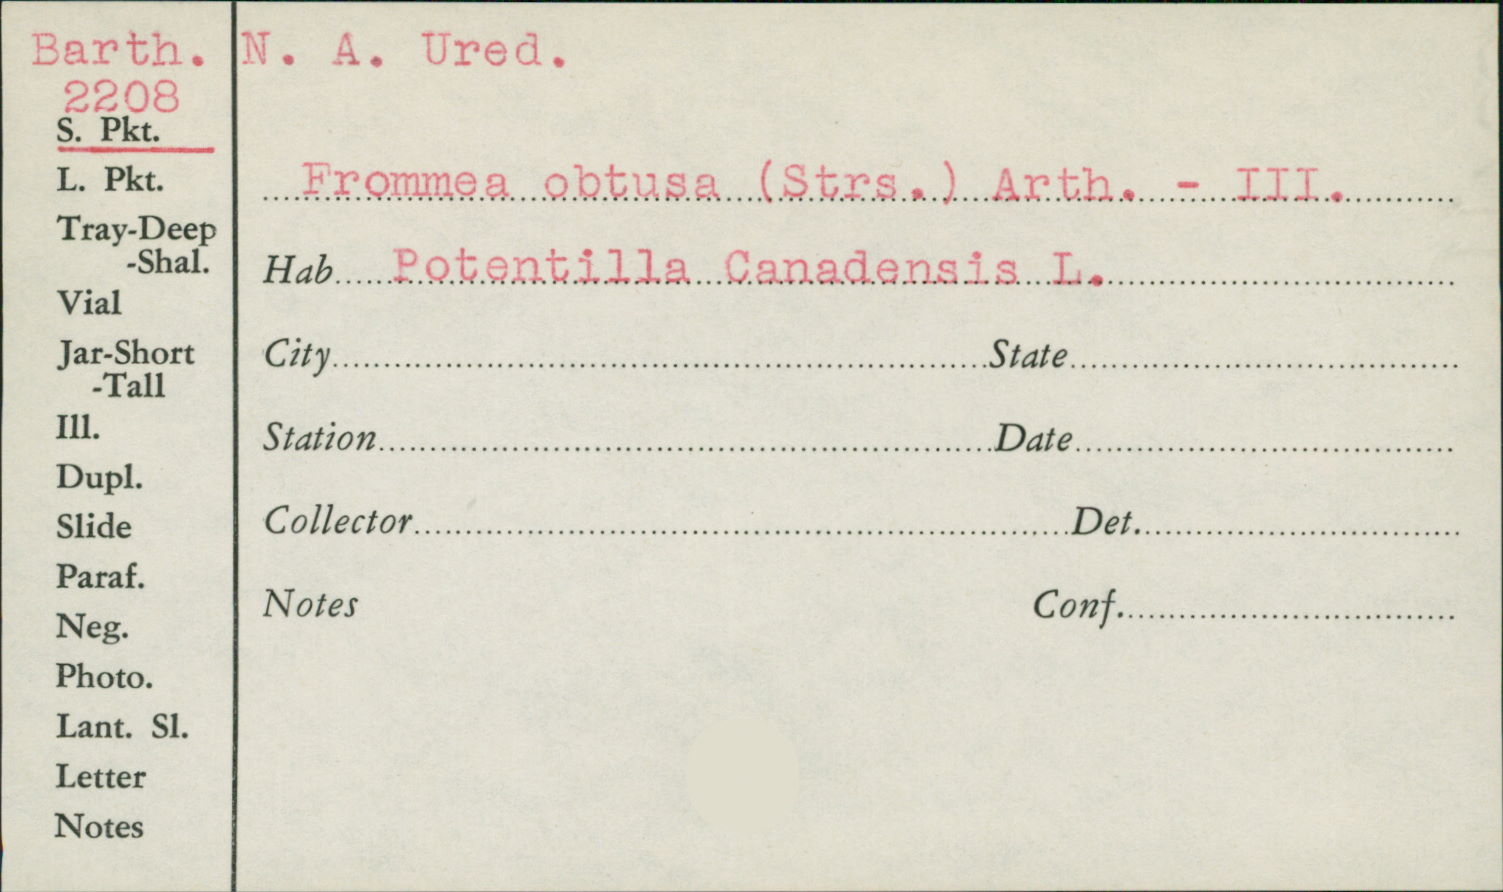 Barth. N. A. Ured.
2208
S. Pkt.
L. Pkt.
Tray-Deep
-Shal.
Vial
Jar-Short
-Tall
Ill.
Dupl.
Slide
Paraf.
Neg.
Photo.
Lant. Sl.
Letter
Notes
Frommea obtusa (Strs.) Arth. - III.
Hab Potentilla Canadensis L.
City State
Station Date
Collector Det.
Notes Conf.